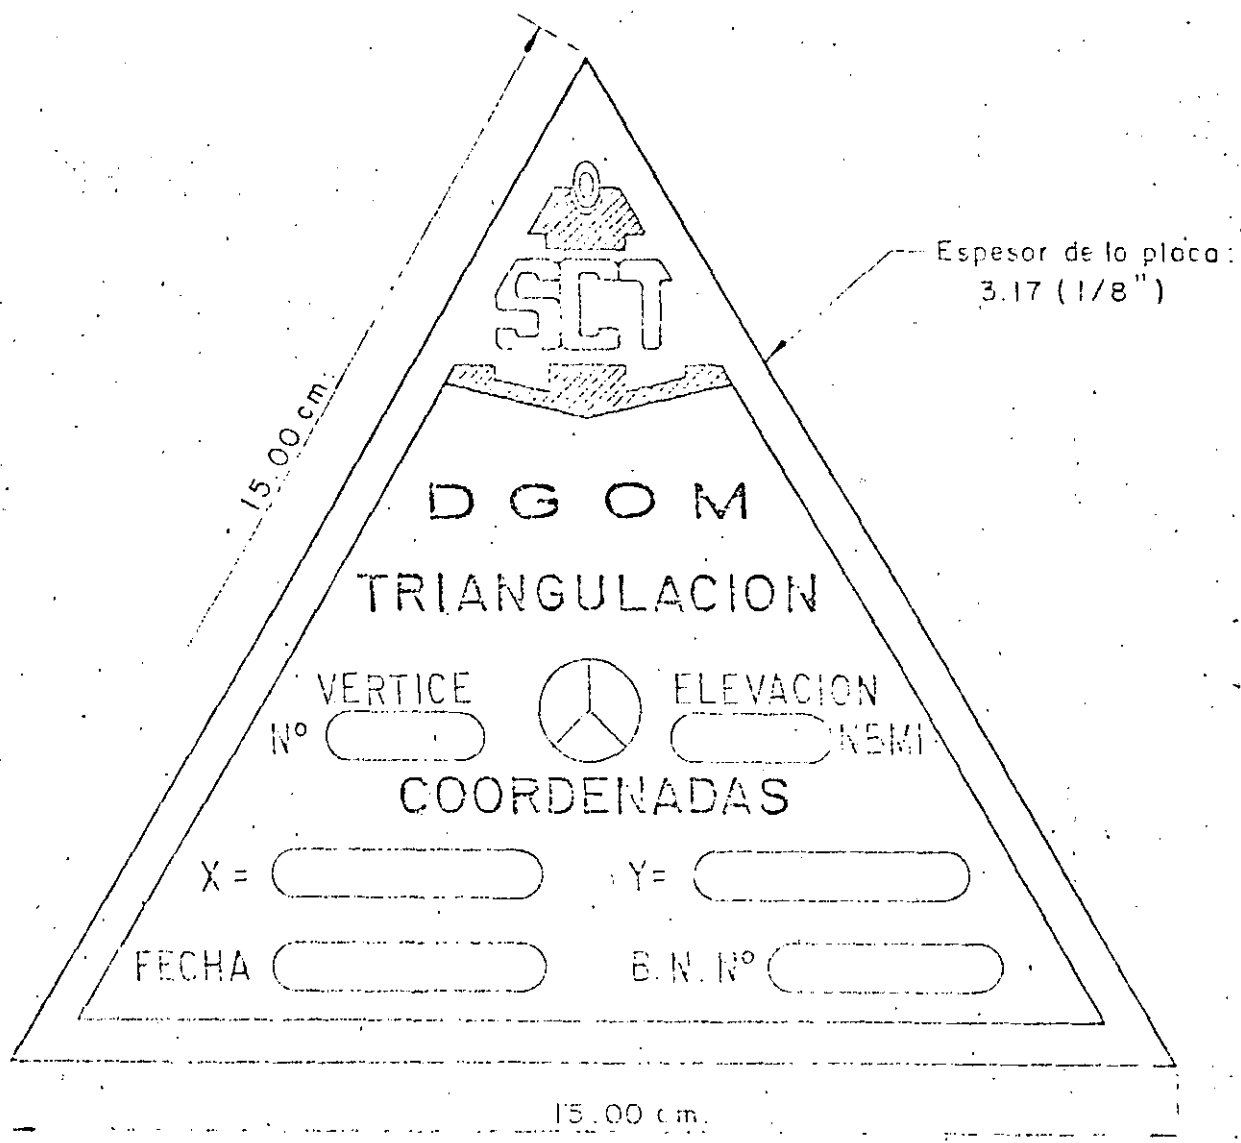 SCT
Espesor de la placa:
3.17 (1/8")
15.00 cm.
D G O M
TRIANGULACION
VERTICE ELEVACION
Nº NBMI
COORDENADAS
X = Y=
FECHA B. N. Nº
15.00 cm.